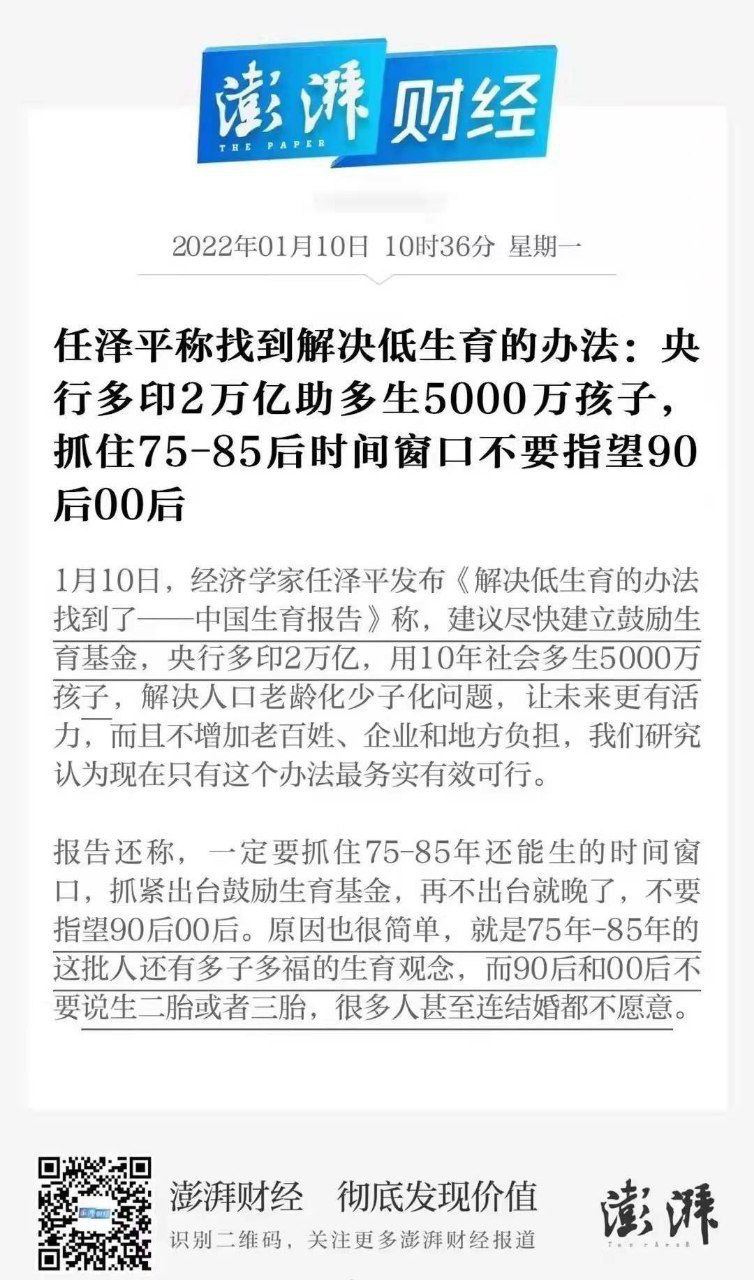 澎湃
THE PAPER
财经
2022年01月10日 10时36分 星期一
任泽平称找到解决低生育的办法：央
行多印2万亿助多生5000万孩子，
抓住75-85后时间窗口不要指望90
后00后
1月10日，经济学家任泽平发布《解决低生育的办法
找到了——中国生育报告》称，建议尽快建立鼓励生
育基金，央行多印2万亿，用10年社会多生5000万
孩子，解决人口老龄化少子化问题，让未来更有活
力，而且不增加老百姓、企业和地方负担，我们研究
认为现在只有这个办法最务实有效可行。
报告还称，一定要抓住75-85年还能生的时间窗
口，抓紧出台鼓励生育基金，再不出台就晚了，不要
指望90后00后。原因也很简单，就是75年-85年的
这批人还有多子多福的生育观念，而90后和00后不
要说生二胎或者三胎，很多人甚至连结婚都不愿意。
澎湃财经 彻底发现价值
识别二维码，关注更多澎湃财经报道
澎湃